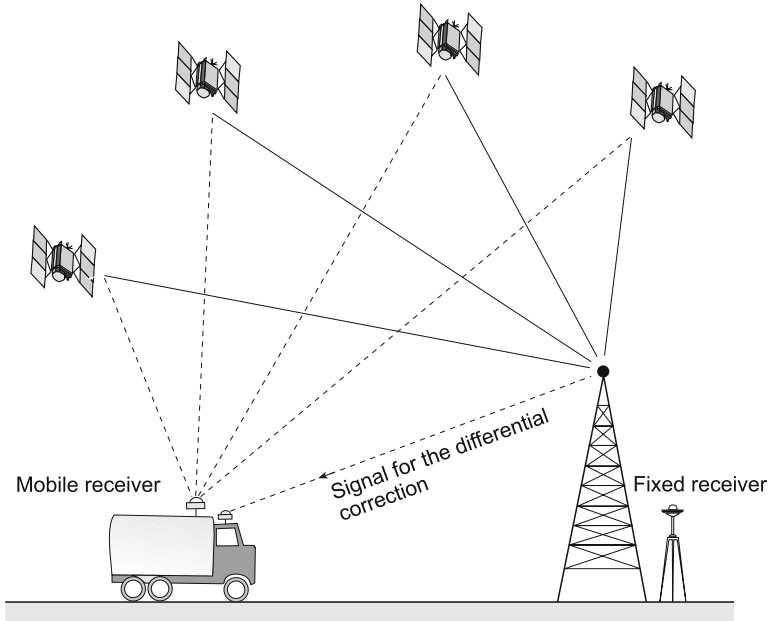 Mobile receiver
Signal for the differential
correction
Fixed receiver